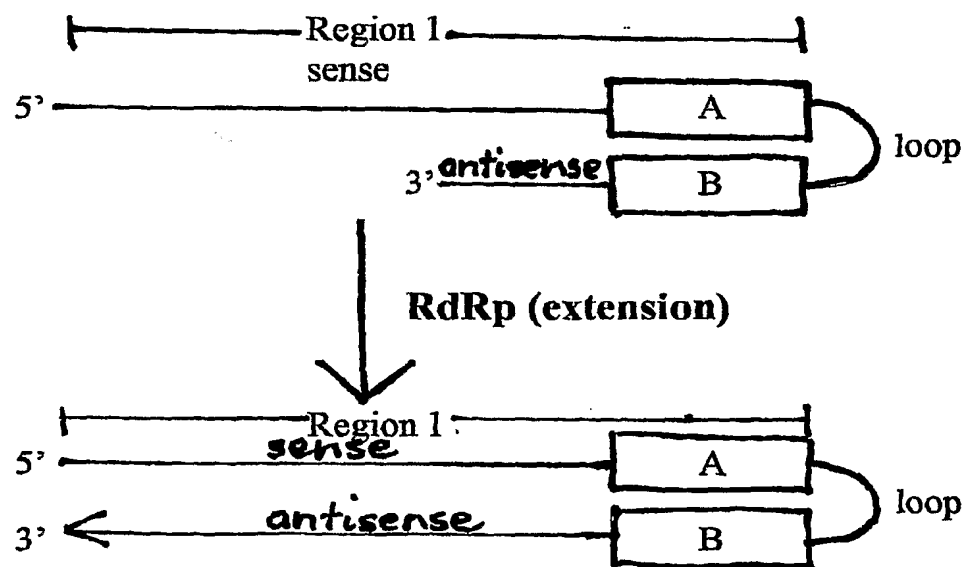 Region 1
sense
5' A
loop
3' antisense B
RdRp (extension)
Region 1
5' sense A
loop
3' antisense B